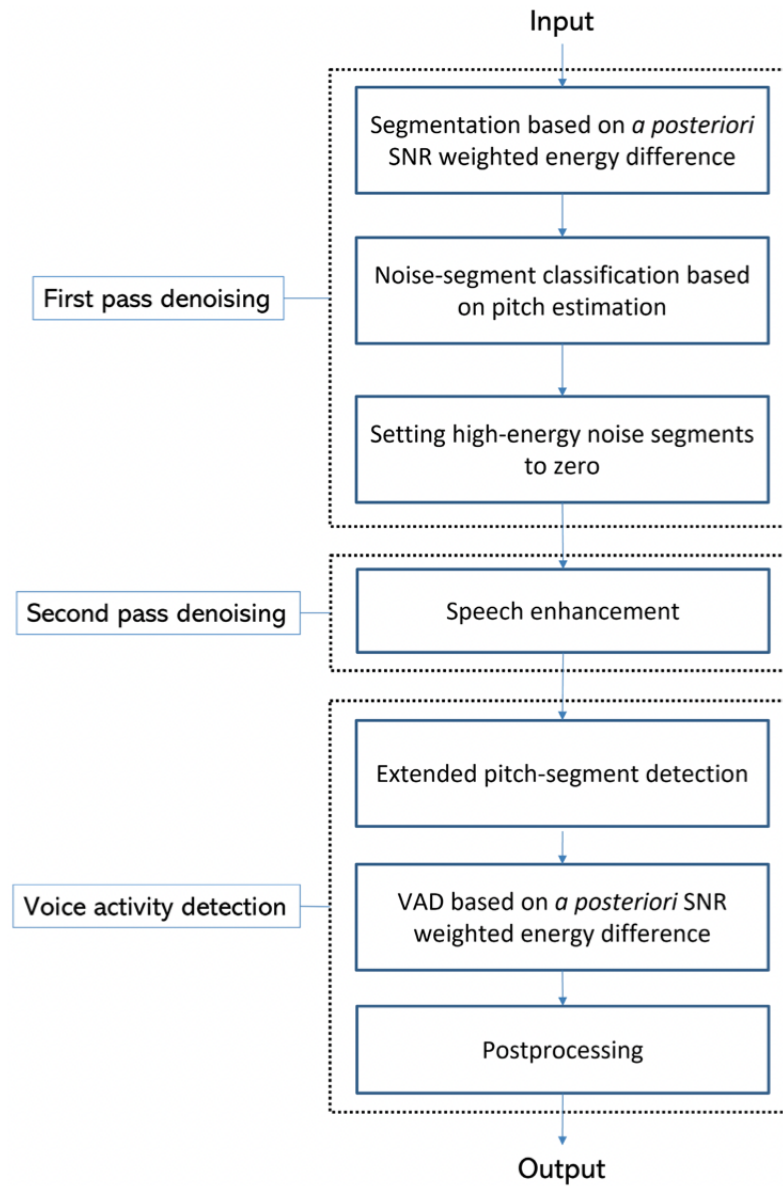 Input
Segmentation based on a posteriori
SNR weighted energy difference
First pass denoising
Noise-segment classification based
on pitch estimation
Setting high-energy noise segments
to zero
Second pass denoising
Speech enhancement
Extended pitch-segment detection
Voice activity detection
VAD based on a posteriori SNR
weighted energy difference
Postprocessing
Output